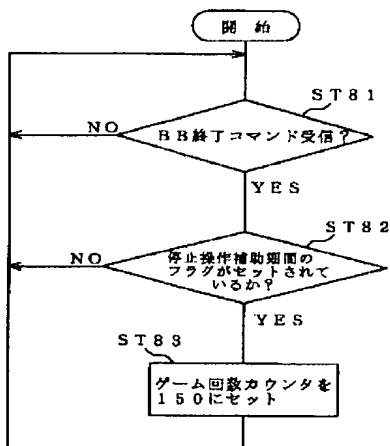 開始
ST81
BB終了コマンド受信?
NO
YES
ST82
停止操作補助期間の
フラグがセットされて
いるか?
NO
YES
ST83
ゲーム回数カウンタを
150にセット